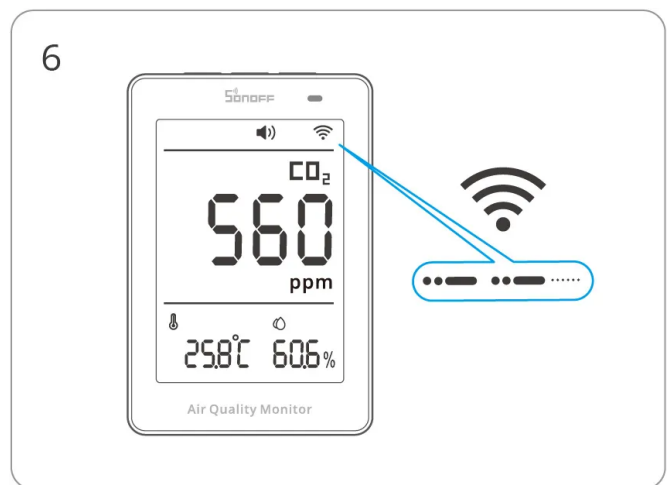 6
SONOFF
CO₂
560
ppm
25.8°C 60.6%
Air Quality Monitor